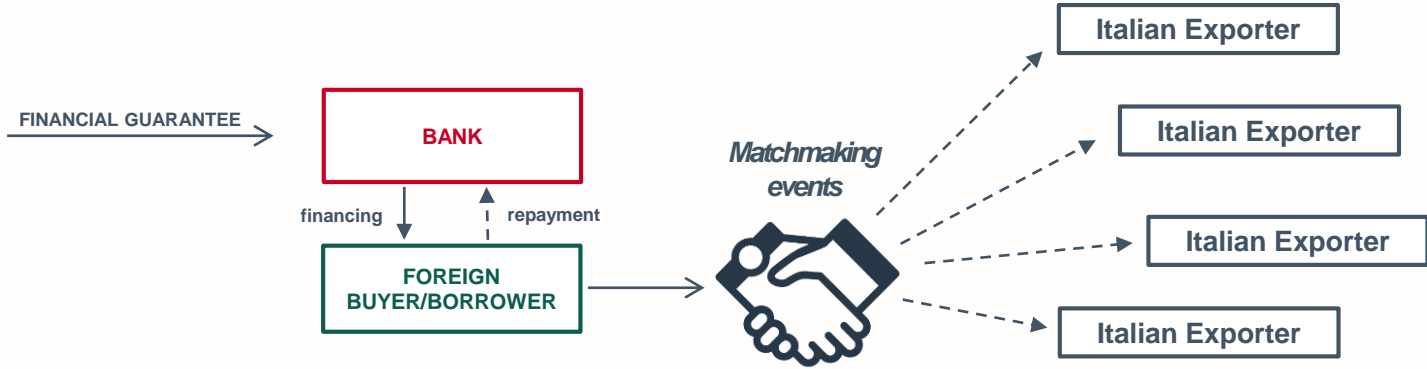 FINANCIAL GUARANTEE
BANK
financing
repayment
FOREIGN
BUYER/BORROWER
Matchmaking
events
Italian Exporter
Italian Exporter
Italian Exporter
Italian Exporter